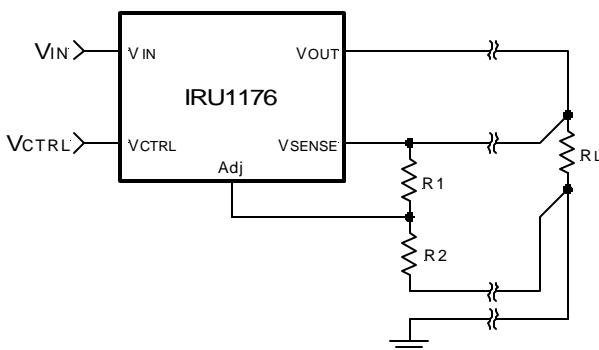 VIN
VIN
VOUT
IRU1176
VCTRL
VCTRL
VSENSE
RL
Adj
R1
R2